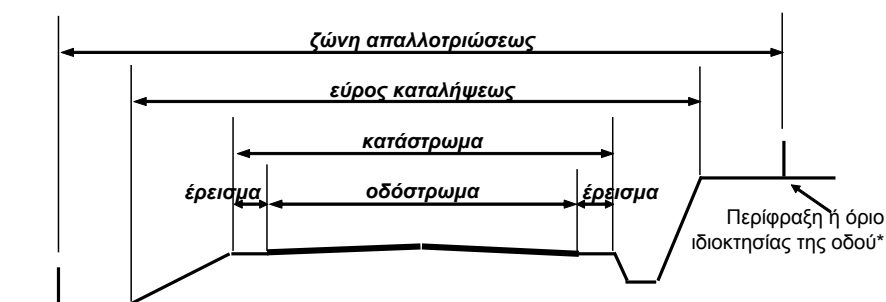 ζώνη απαλλοτριώσεως
εύρος καταλήψεως
κατάστρωμα
έρεισμα οδόστρωμα έρεισμα
Περίφραξη ή όριο
ιδιοκτησίας της οδού*